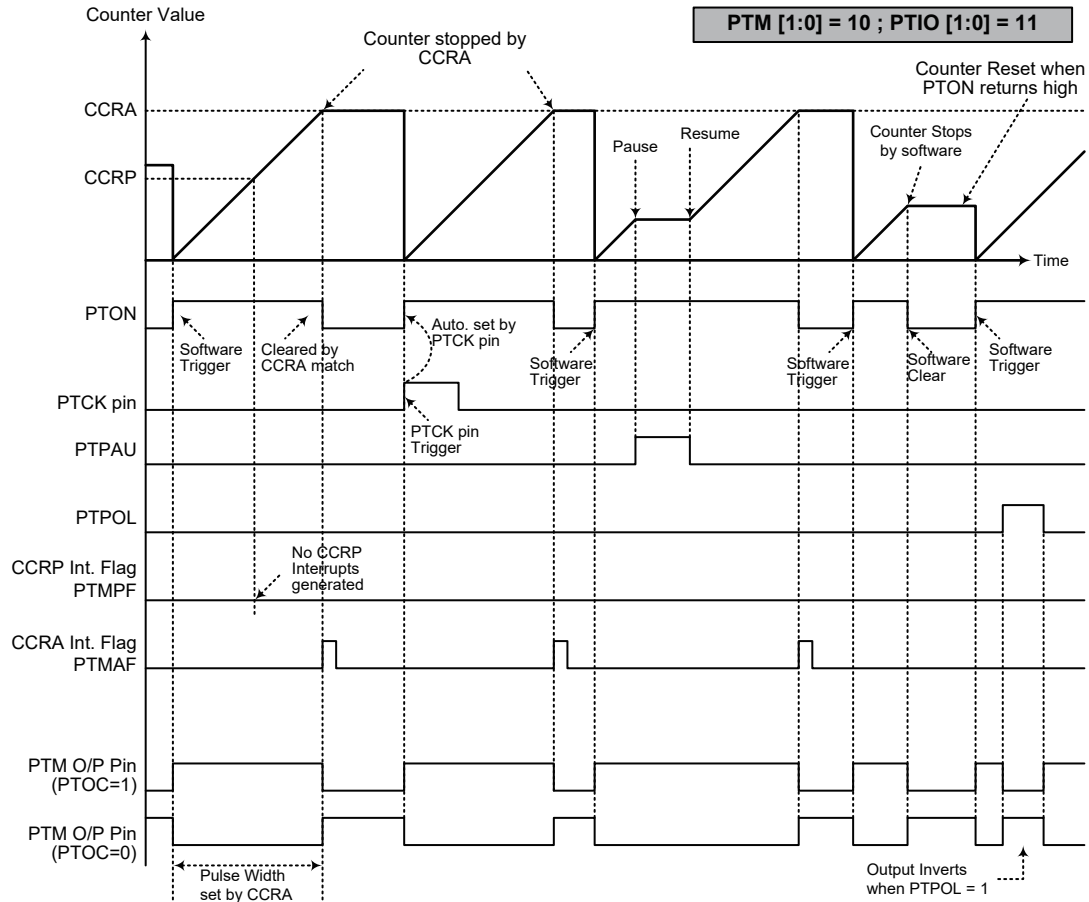 Counter Value
PTM [1:0] = 10 ; PTIO [1:0] = 11
Counter stopped by
CCRA
Counter Reset when
PTON returns high
CCRA
Pause
Resume
Counter Stops
by software
CCRP
Time
PTON
Software
Trigger
Cleared by
CCRA match
Auto. set by
PTCK pin
Software
Trigger
Software
Trigger
Software
Clear
Software
Trigger
PTCK pin
PTCK pin
Trigger
PTPAU
PTPOL
CCRP Int. Flag
PTMPF
No CCRP
Interrupts
generated
CCRA Int. Flag
PTMAF
PTM O/P Pin
(PTOC=1)
PTM O/P Pin
(PTOC=0)
Pulse Width
set by CCRA
Output Inverts
when PTPOL = 1